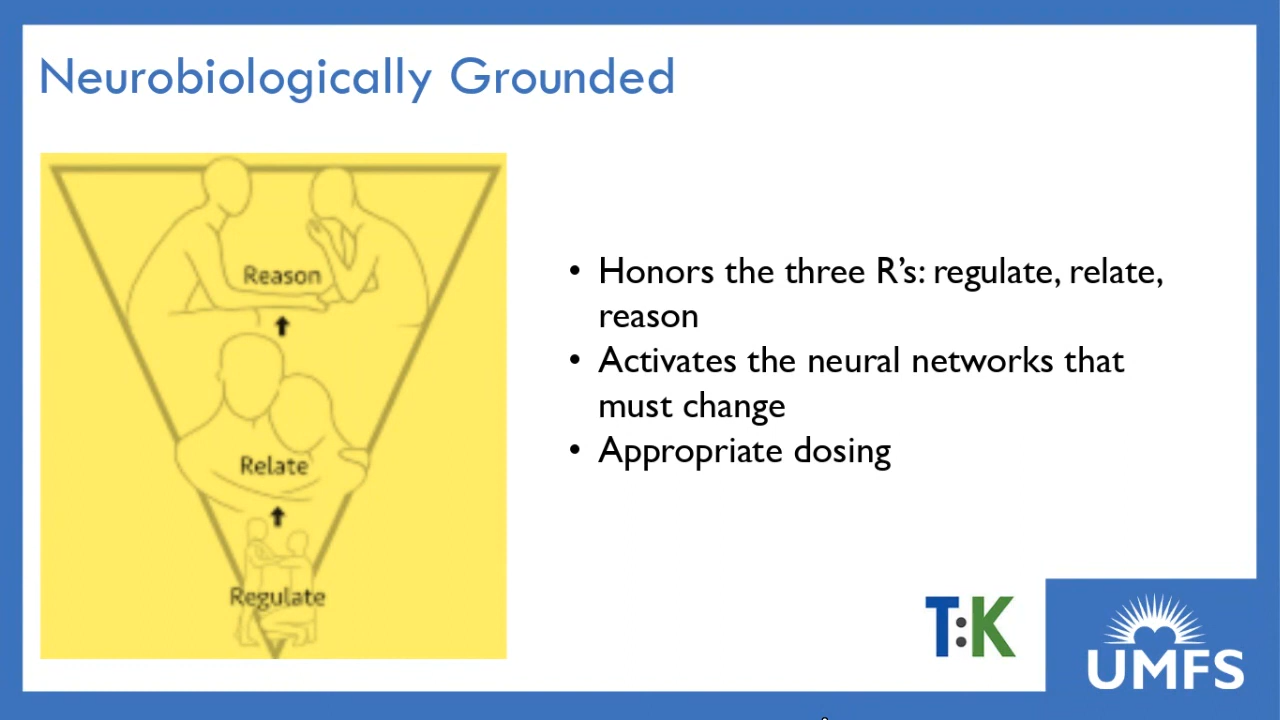 Neurobiologically Grounded
Reason
Relate
Regulate
• Honors the three R’s: regulate, relate,
reason
• Activates the neural networks that
must change
• Appropriate dosing
T:K
UMFS